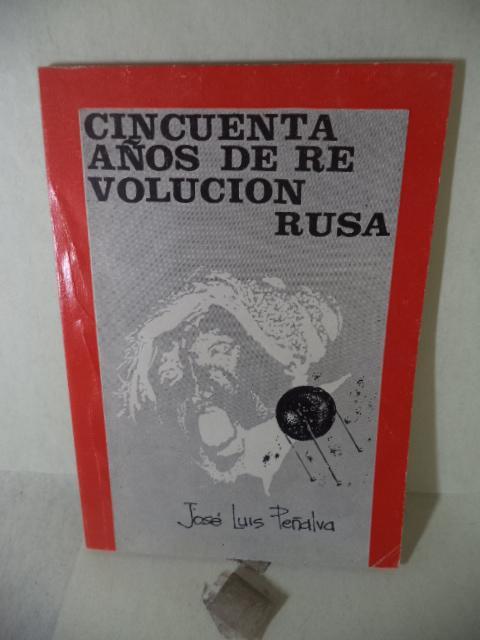 CINCUENTA
AÑOS DE RE
VOLUCION
RUSA
José Luis Peñalva